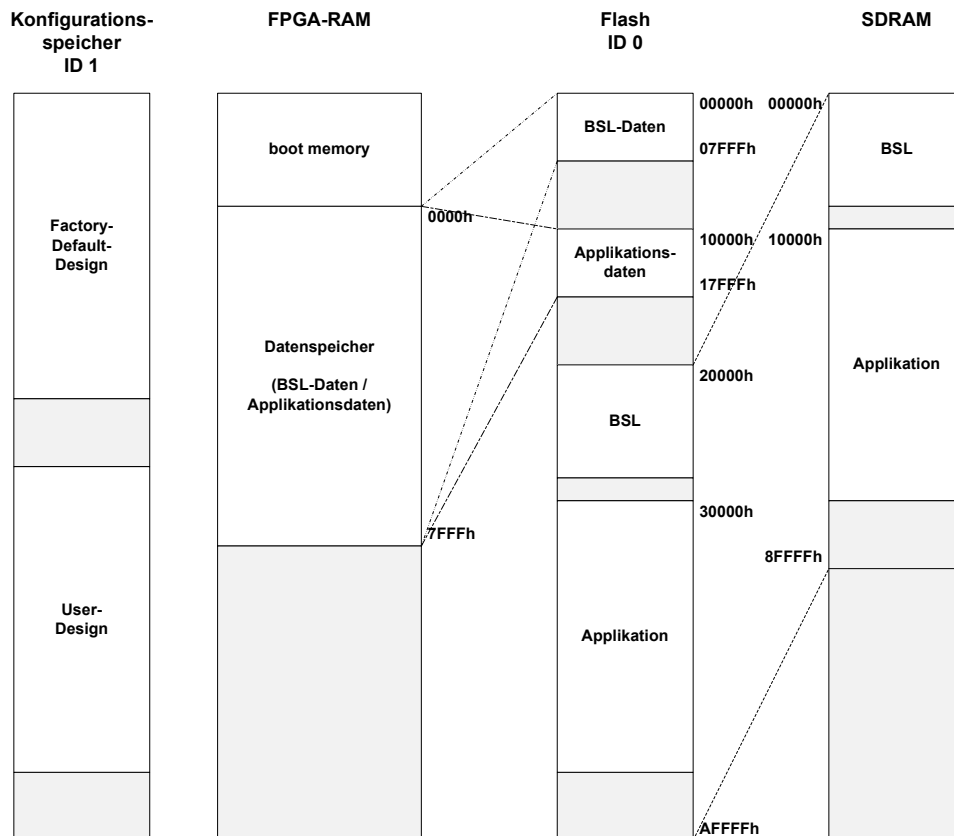 Konfigurations-
speicher
ID 1
FPGA-RAM
Flash
ID 0
SDRAM
Factory-
Default-
Design
User-
Design
boot memory
0000h
Datenspeicher
(BSL-Daten /
Applikationsdaten)
7FFFh
BSL-Daten
00000h
07FFFh
Applikations-
daten
10000h
17FFFh
BSL
20000h
Applikation
30000h
AFFFFh
00000h
BSL
10000h
Applikation
8FFFFh